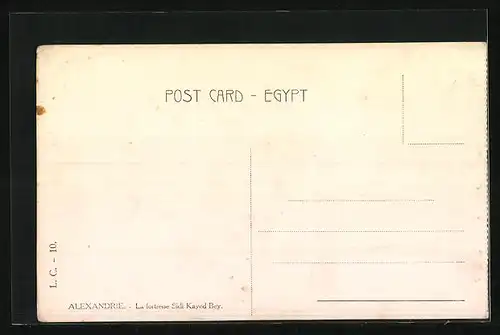 POST CARD - EGYPT
L. C. - 10.
ALEXANDRIE. - La forteresse Sidi Kayed Bey.